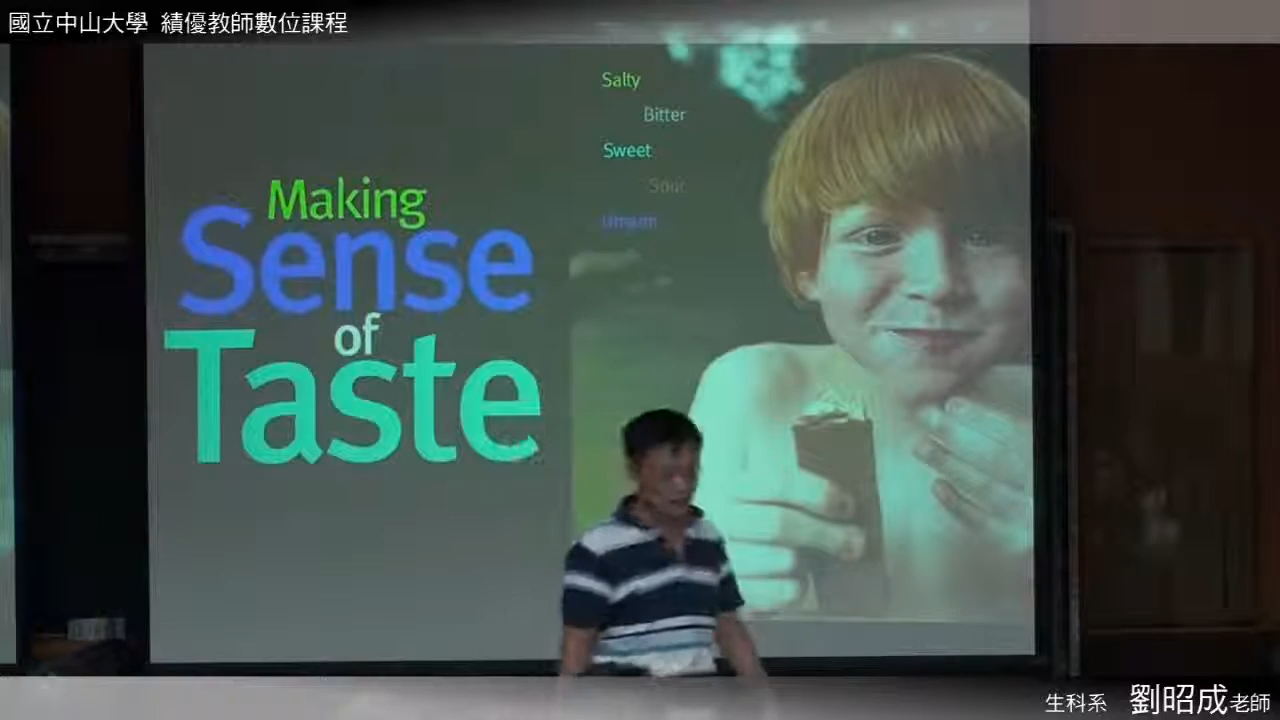 國立中山大學 績優教師數位課程
Making
Sense
of
Taste
Salty
Bitter
Sweet
Sour
Umami
生科系 劉昭成老師